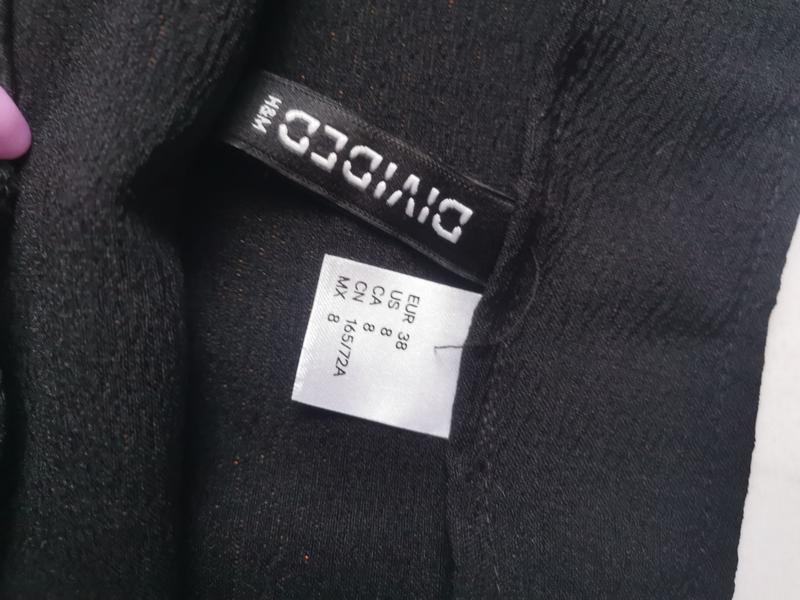 DIVIDED
H&M
EUR 38
US 8
CA 8
CN 165/72A
MX 8